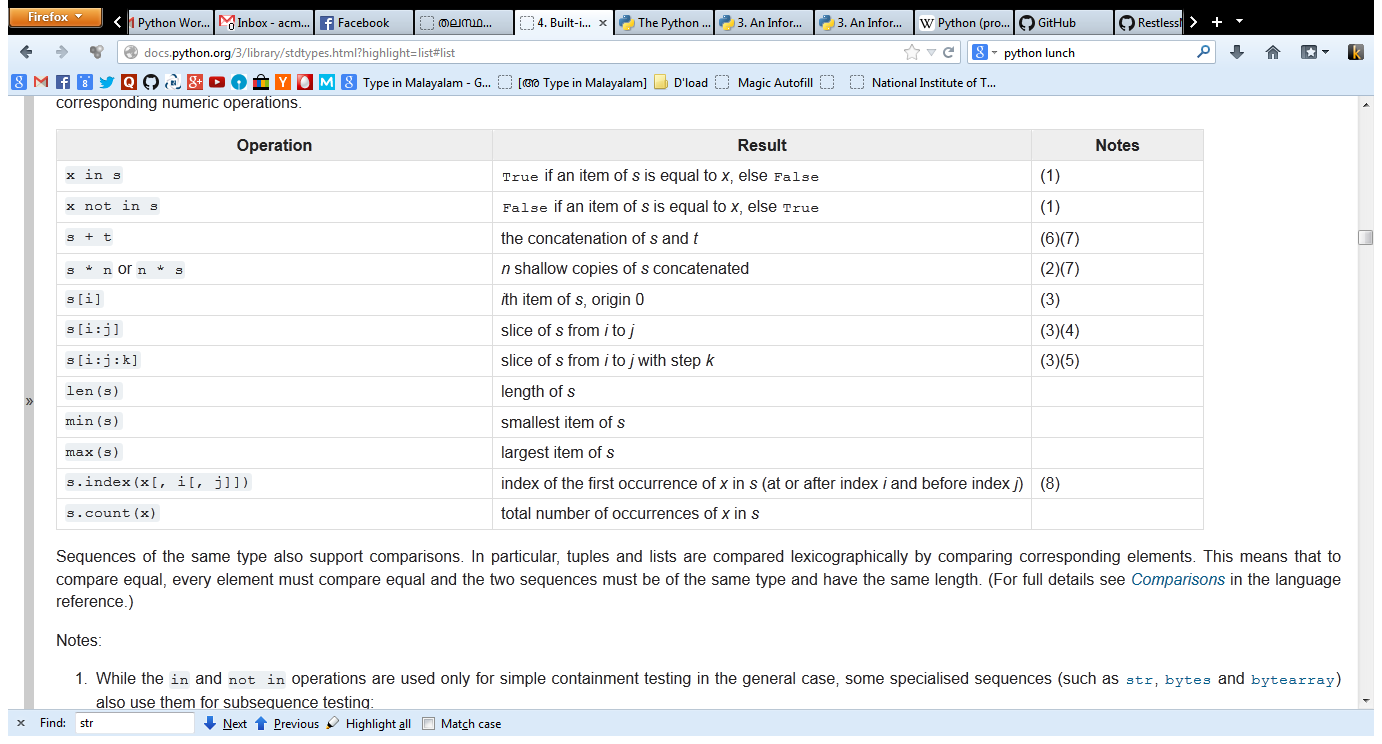 Firefox
Python Wor...
Inbox - acm...
Facebook
4. Built-i...
The Python ...
3. An Infor...
3. An Infor...
Python (pro...
GitHub
Restless
docs.python.org/3/library/stdtypes.html?highlight=list#list
python lunch
Type in Malayalam - G...
[അ Type in Malayalam]
D'load
Magic Autofill
National Institute of T...
corresponding numeric operations.
Operation Result Notes
x in s True if an item of s is equal to x, else False (1)
x not in s False if an item of s is equal to x, else True (1)
s + t the concatenation of s and t (6)(7)
s * n or n * s n shallow copies of s concatenated (2)(7)
s[i] ith item of s, origin 0 (3)
s[i:j] slice of s from i to j (3)(4)
s[i:j:k] slice of s from i to j with step k (3)(5)
len(s) length of s
min(s) smallest item of s
max(s) largest item of s
s.index(x[, i[, j]]) index of the first occurrence of x in s (at or after index i and before index j) (8)
s.count(x) total number of occurrences of x in s
Sequences of the same type also support comparisons. In particular, tuples and lists are compared lexicographically by comparing corresponding elements. This means that to
compare equal, every element must compare equal and the two sequences must be of the same type and have the same length. (For full details see Comparisons in the language
reference.)
Notes:
1. While the in and not in operations are used only for simple containment testing in the general case, some specialised sequences (such as str, bytes and bytearray)
also use them for subsequence testing:
» 
x Find: str Next Previous Highlight all Match case